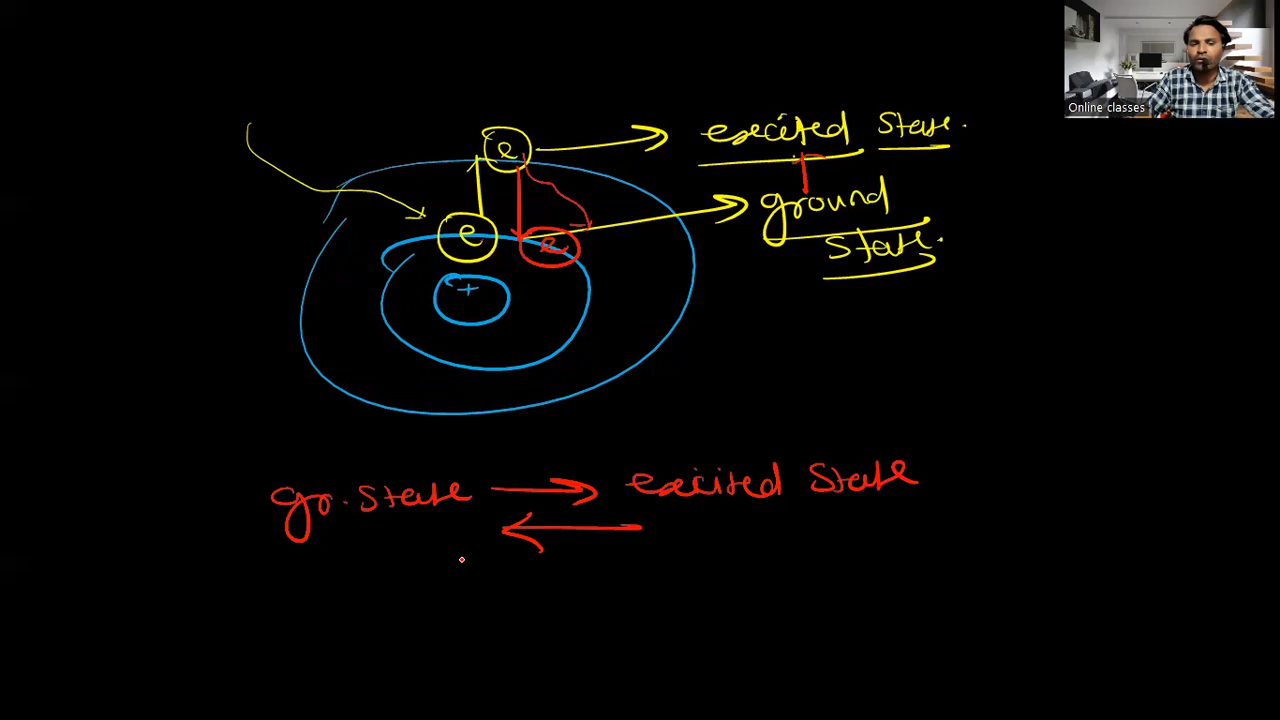 Online classes
e
excited State.
e
e
ground
State.
+
gr. State → excited State
←